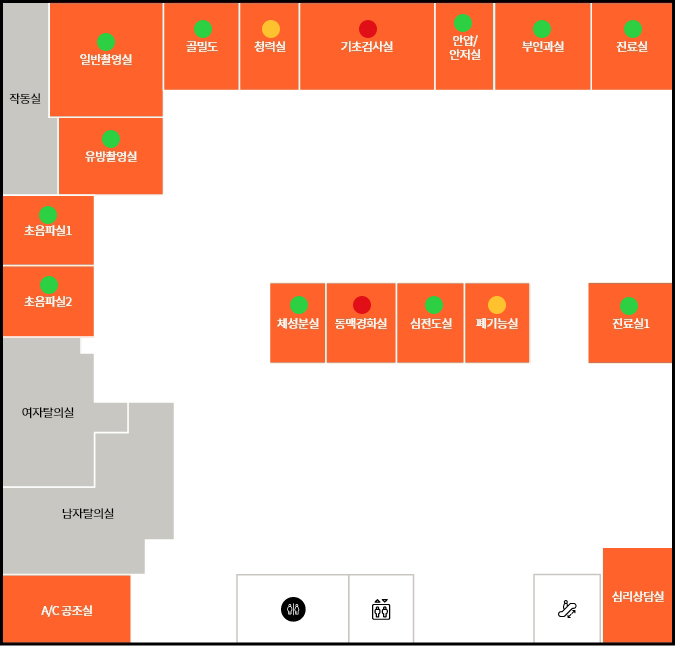 일반촬영실
골밀도
청력실
기초검사실
안압/
안저실
부인과실
진료실
작동실
유방촬영실
초음파실1
초음파실2
체성분실
동맥경화실
심전도실
폐기능실
진료실1
여자탈의실
남자탈의실
A/C 공조실
심리상담실